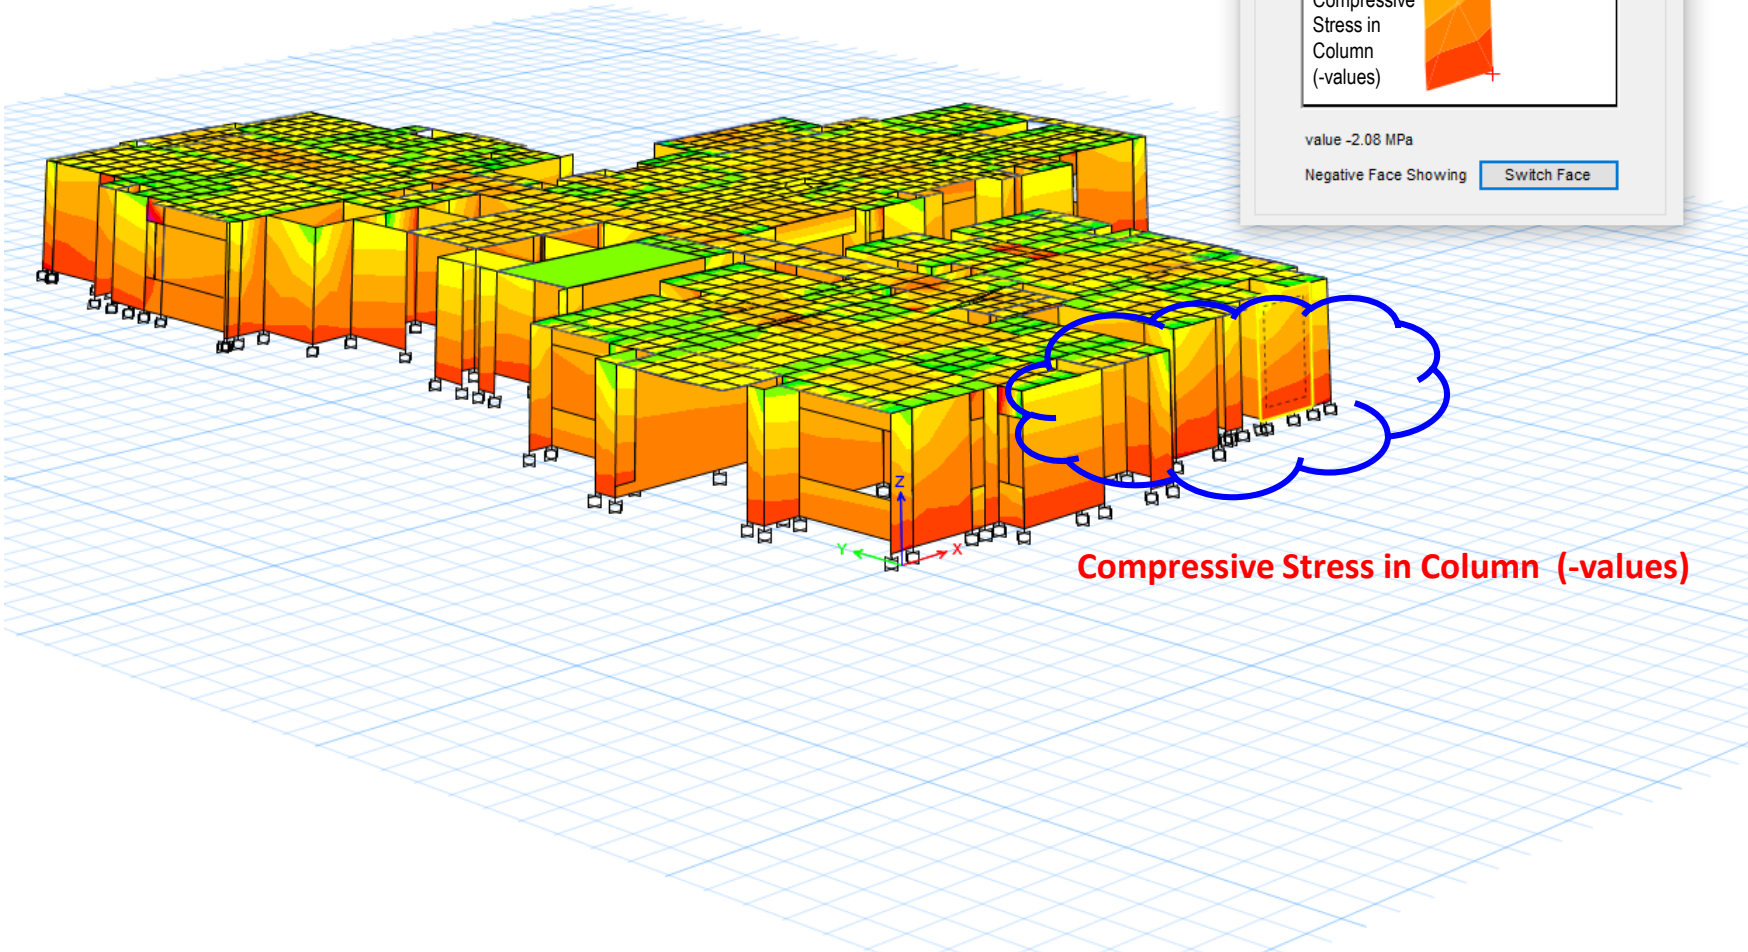 Compressive
Stress in
Column
(-values)
value -2.08 MPa
Negative Face Showing
Switch Face
Z
Y
X
Compressive Stress in Column (-values)